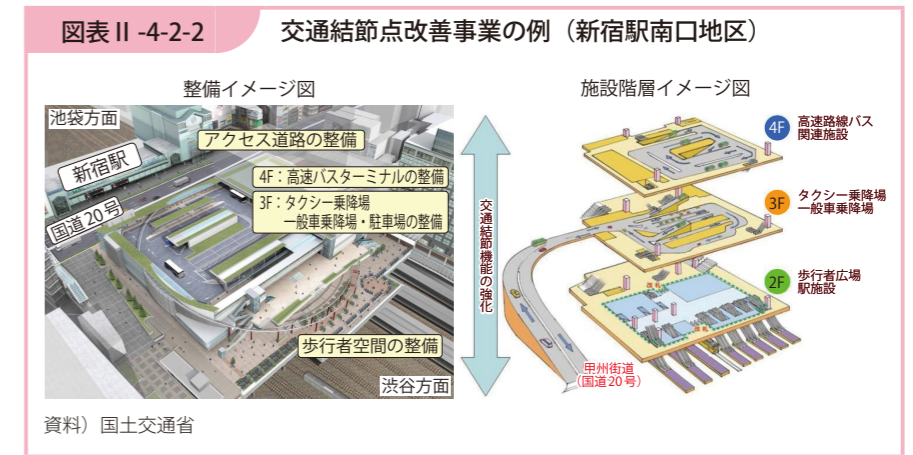 図表Ⅱ-4-2-2
交通結節点改善事業の例（新宿駅南口地区）
整備イメージ図
池袋方面
アクセス道路の整備
新宿駅
4F：高速バスターミナルの整備
国道20号
3F：タクシー乗降場
一般車乗降場・駐車場の整備
歩行者空間の整備
渋谷方面
施設階層イメージ図
交通結節機能の強化
4F
高速路線バス
関連施設
3F
タクシー乗降場
一般車乗降場
2F
歩行者広場
駅施設
改札
改札
甲州街道
（国道20号）
資料）国土交通省